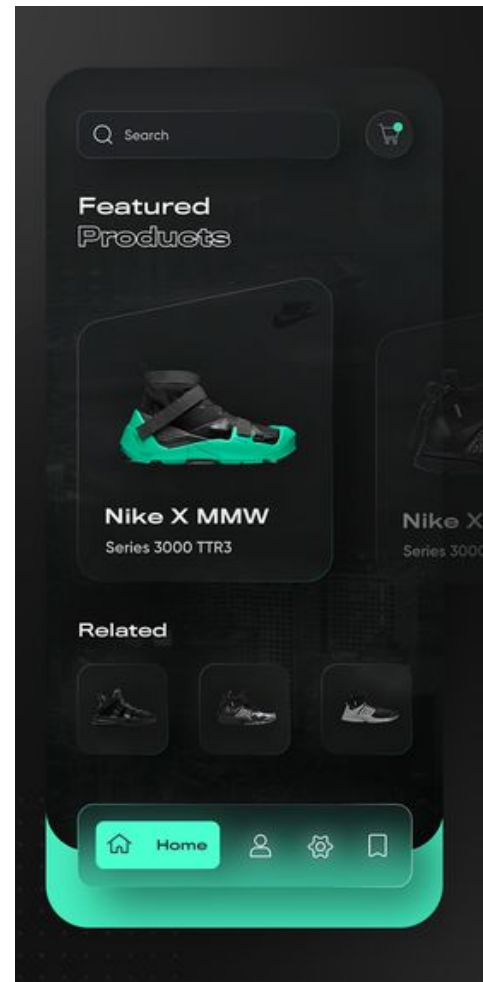 Search
Featured
Products
Nike X MMW
Series 3000 TTR3
Nike X
Series 3000
Related
Home